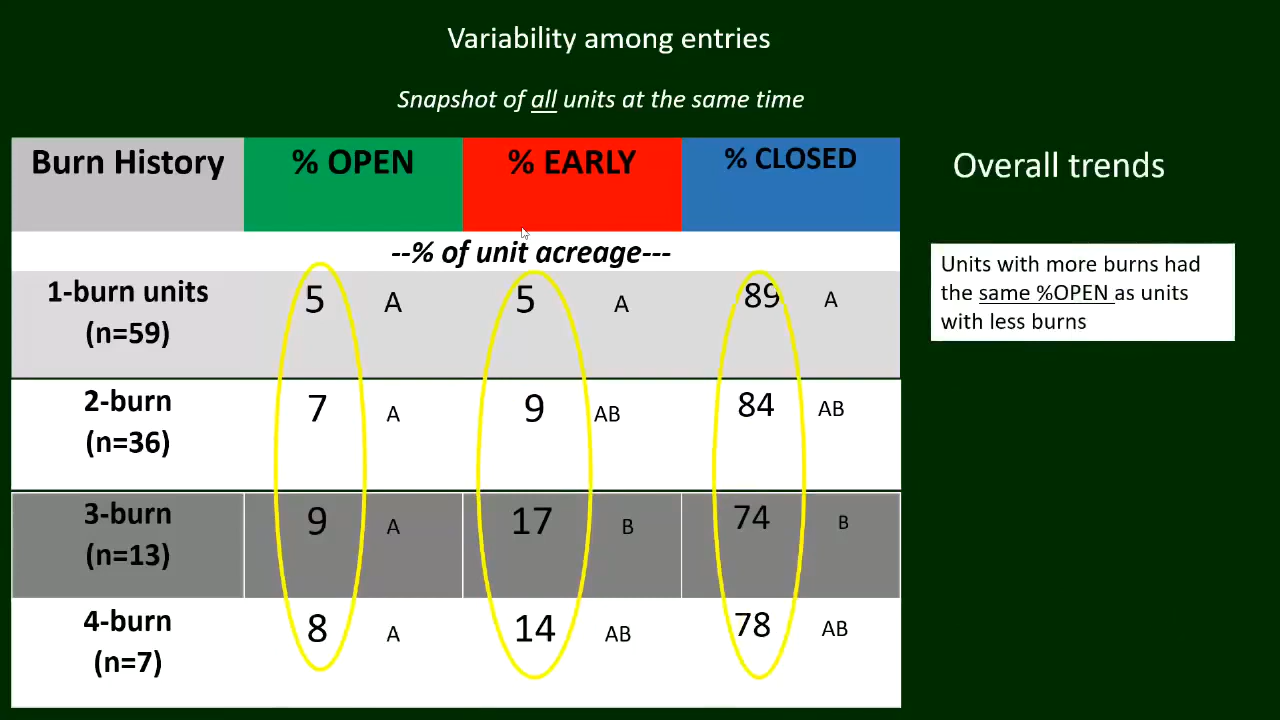 Variability among entries
Snapshot of all units at the same time
Burn History % OPEN % EARLY % CLOSED
--% of unit acreage---
1-burn units
(n=59)
5 A 5 A 89 A
2-burn
(n=36)
7 A 9 AB 84 AB
3-burn
(n=13)
9 A 17 B 74 B
4-burn
(n=7)
8 A 14 AB 78 AB
Overall trends
Units with more burns had
the same %OPEN as units
with less burns